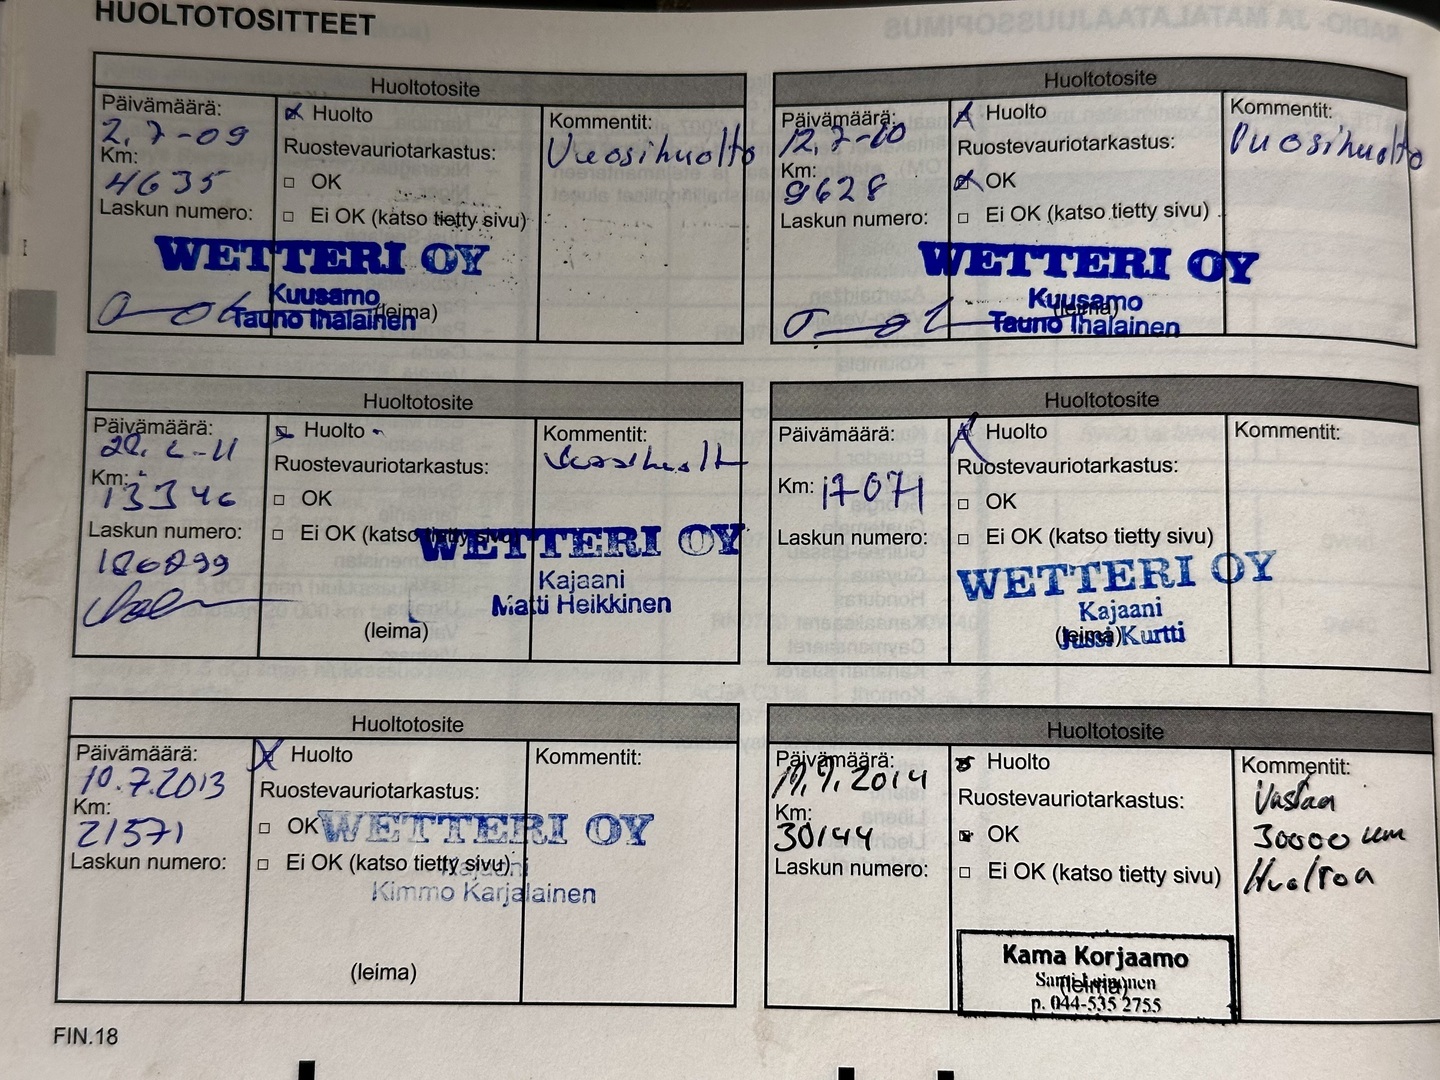 HUOLTOTOSITTEET
Huoltotosite
Päivämäärä:
2.7-09
Km:
4635
Laskun numero:
Huolto
Ruostevauriotarkastus:
OK
Ei OK (katso tietty sivu)
Kommentit:
Vuosihuolto
WETTERI OY
Kuusamo
(leima)
Tauno Ihalainen
Huoltotosite
Päivämäärä:
12.7-10
Km:
9628
Laskun numero:
Huolto
Ruostevauriotarkastus:
OK
Ei OK (katso tietty sivu)
Kommentit:
Vuosihuolto
WETTERI OY
Kuusamo
(leima)
Tauno Ihalainen
Huoltotosite
Päivämäärä:
Km:
13346
Laskun numero:
Huolto
Ruostevauriotarkastus:
OK
Ei OK (katso tietty sivu)
Kommentit:
Vuosihuolto
WETTERI OY
Kajaani
Matti Heikkinen
(leima)
Huoltotosite
Päivämäärä:
Km: 17071
Laskun numero:
Huolto
Ruostevauriotarkastus:
OK
Ei OK (katso tietty sivu)
Kommentit:
WETTERI OY
Kajaani
(leima)
Jussi Kurtti
Huoltotosite
Päivämäärä:
10.7.2013
Km:
21571
Laskun numero:
Huolto
Ruostevauriotarkastus:
OK
Ei OK (katso tietty sivu)
Kommentit:
WETTERI OY
Kajaani
Kimmo Karjalainen
(leima)
Huoltotosite
Päivämäärä:
Km:
30144
Laskun numero:
Huolto
Ruostevauriotarkastus:
OK
Ei OK (katso tietty sivu)
Kommentit:
Vastaa
30000 km
Huoltoa
Kama Korjaamo
Sami
(leima)
p. 044-535 2755
FIN.18